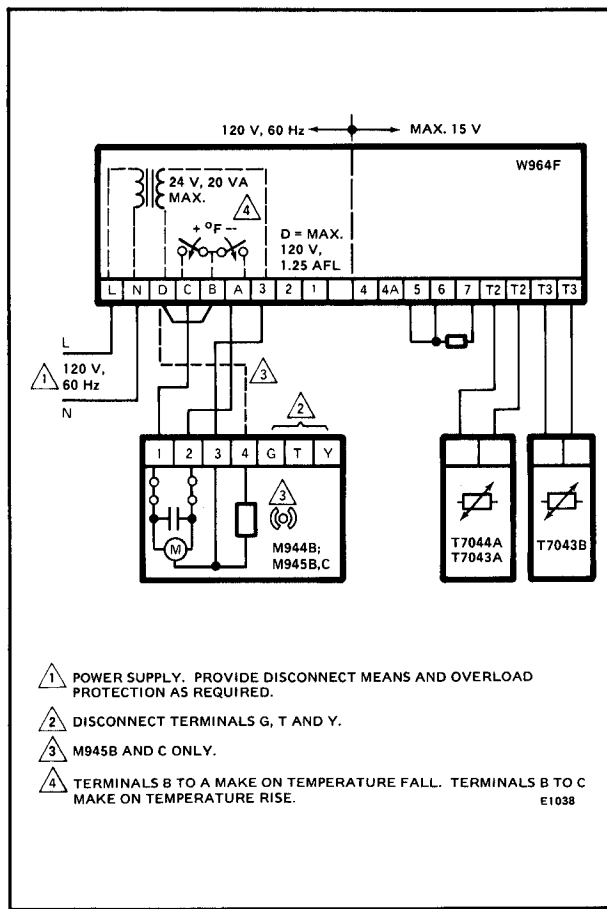 120 V, 60 Hz MAX. 15 V
W964F
24 V, 20 VA
MAX.
4
+ °F --
D = MAX.
120 V,
1.25 AFL
L N D C B A 3 2 1 4 4A 5 6 7 T2 T2 T3 T3
L
1
120 V,
60 Hz
N
3
2
1 2 3 4 G T Y
3
M
M944B;
M945B,C
T7044A
T7043A
T7043B
1 POWER SUPPLY. PROVIDE DISCONNECT MEANS AND OVERLOAD
PROTECTION AS REQUIRED.
2 DISCONNECT TERMINALS G, T AND Y.
3 M945B AND C ONLY.
4 TERMINALS B TO A MAKE ON TEMPERATURE FALL. TERMINALS B TO C
MAKE ON TEMPERATURE RISE.
E1038